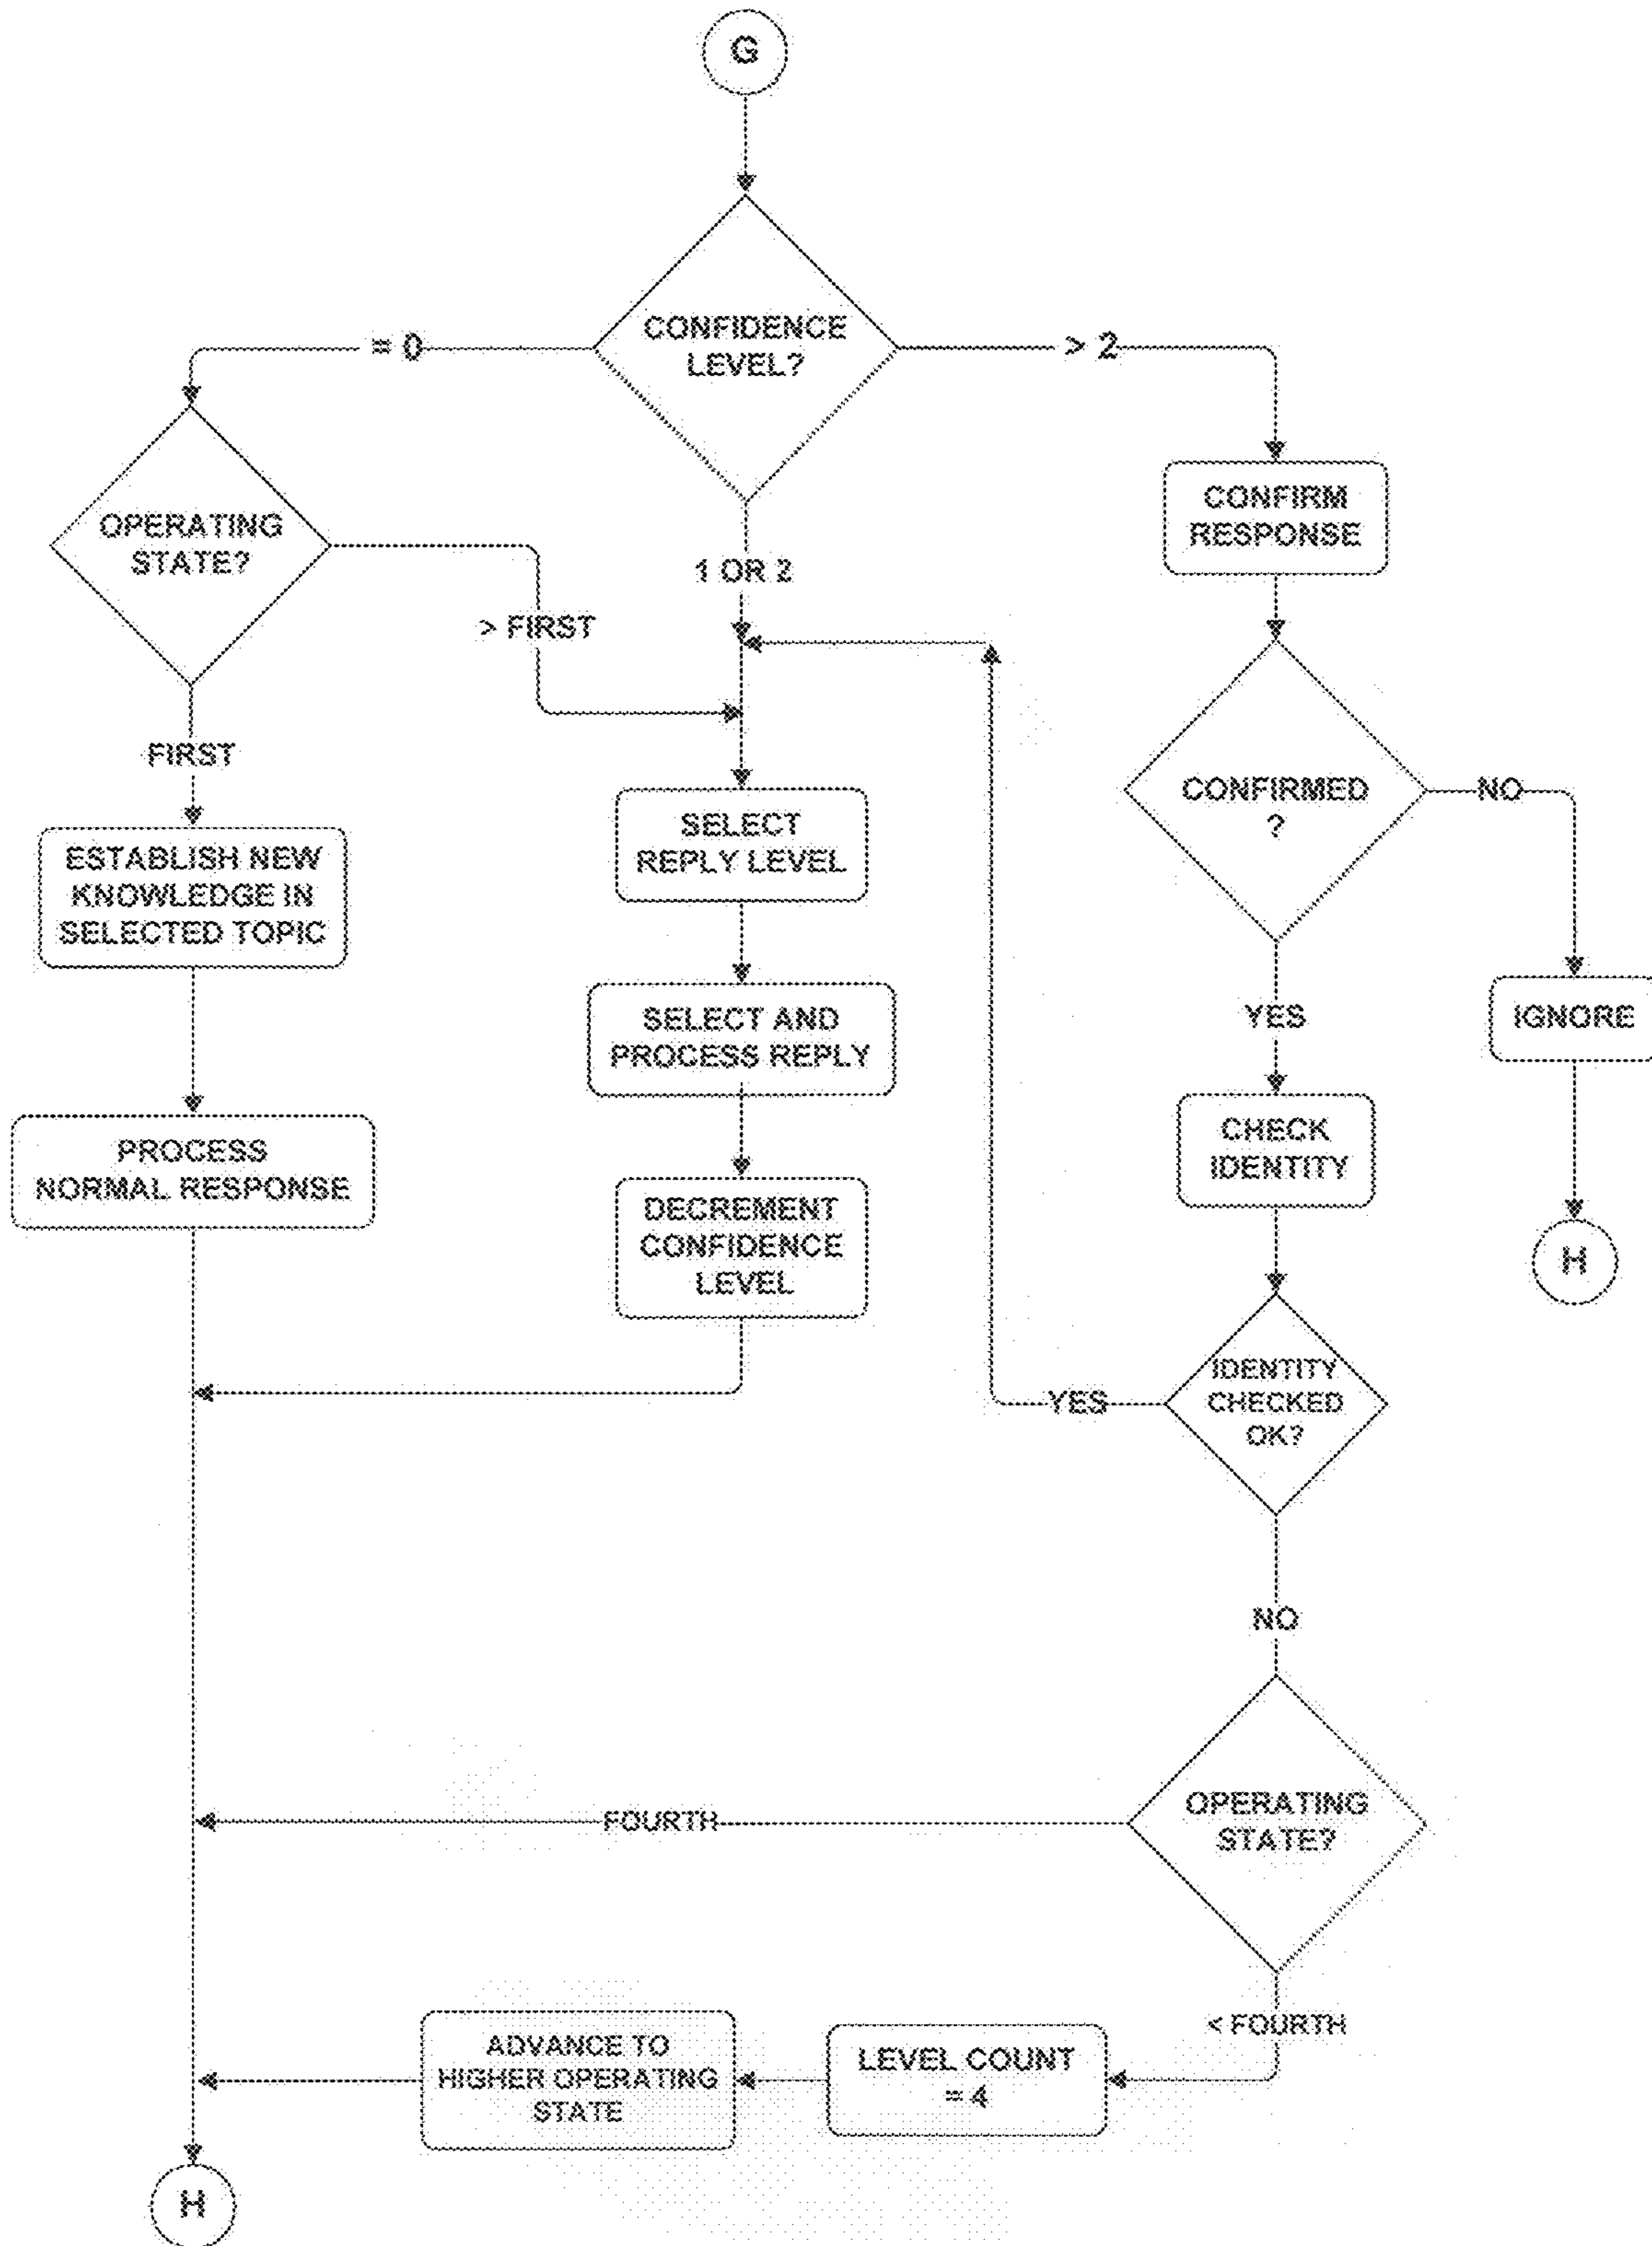 G
CONFIDENCE
LEVEL?
= 0
> 2
OPERATING
STATE?
1 OR 2
CONFIRM
RESPONSE
> FIRST
FIRST
CONFIRMED
?
NO
SELECT
REPLY LEVEL
ESTABLISH NEW
KNOWLEDGE IN
SELECTED TOPIC
SELECT AND
PROCESS REPLY
YES
IGNORE
PROCESS
NORMAL RESPONSE
CHECK
IDENTITY
DECREMENT
CONFIDENCE
LEVEL
H
IDENTITY
CHECKED
OK?
YES
NO
OPERATING
STATE?
FOURTH
< FOURTH
LEVEL COUNT
= 4
ADVANCE TO
HIGHER OPERATING
STATE
H